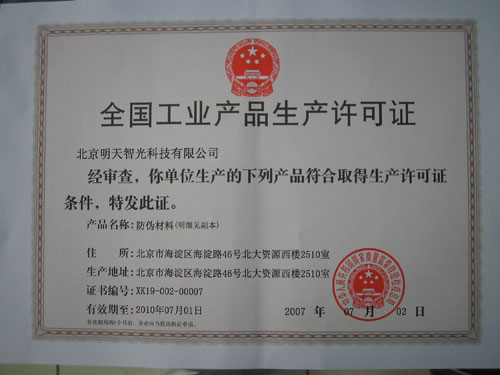 全国工业产品生产许可证
北京明天智光科技有限公司
经审查，你单位生产的下列产品符合取得生产许可证
条件，特发此证。
产品名称：防伪材料(明细见副本)
住 所：北京市海淀区海淀路46号北大资源西楼2510室
生产地址：北京市海淀区海淀路46号北大资源西楼2510室
证书编号：XK19-002-00007
有效期至：2010年07月01日
2007 年 07 月 02 日